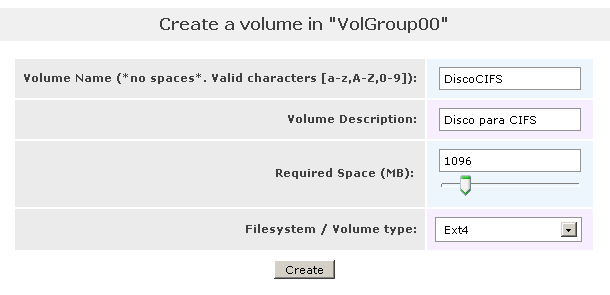 Create a volume in "VolGroup00"
Volume Name (*no spaces*. Valid characters [a-z,A-Z,0-9]): DiscoCIFS
Volume Description: Disco para CIFS
Required Space (MB): 1096
Filesystem / Volume type: Ext4
Create